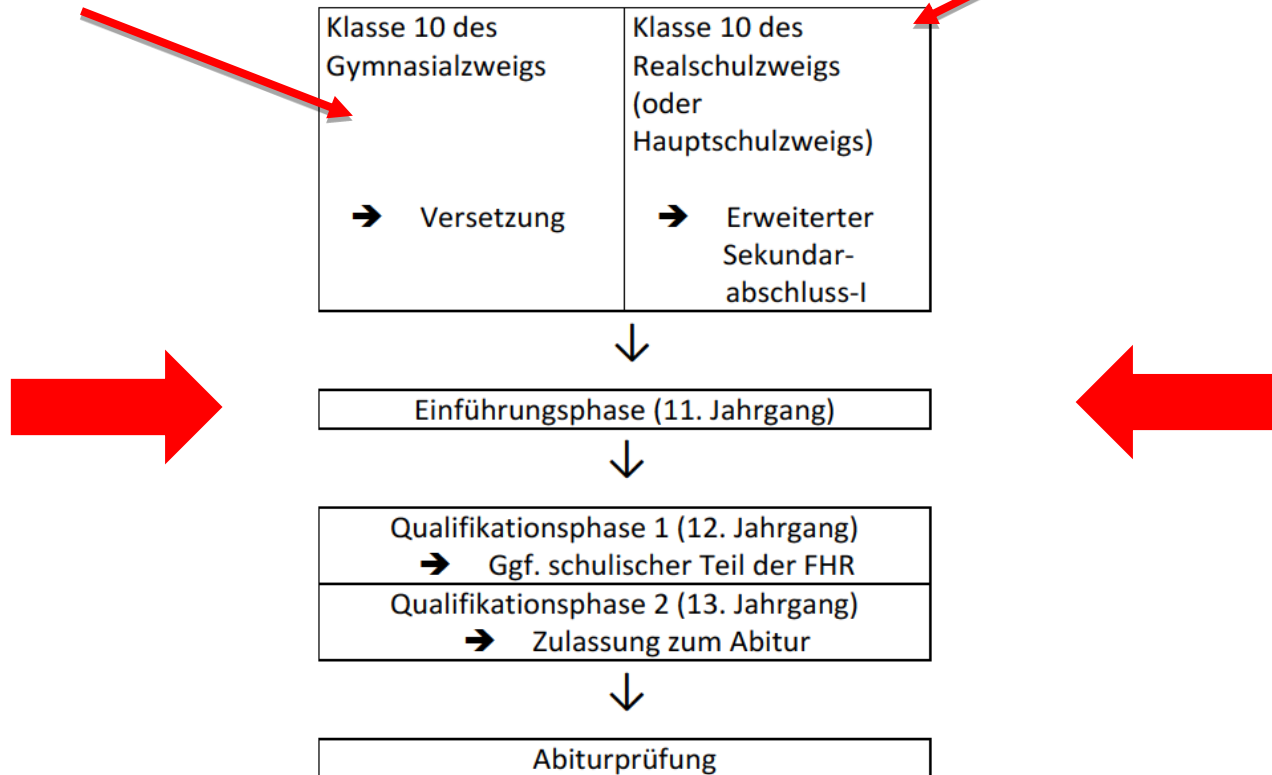 Klasse 10 des
Gymnasialzweigs
➔ Versetzung
Klasse 10 des
Realschulzweigs
(oder
Hauptschulzweigs)
➔ Erweiterter
Sekundar-
abschluss-I
↓
Einführungsphase (11. Jahrgang)
↓
Qualifikationsphase 1 (12. Jahrgang)
➔ Ggf. schulischer Teil der FHR
Qualifikationsphase 2 (13. Jahrgang)
➔ Zulassung zum Abitur
↓
Abiturprüfung